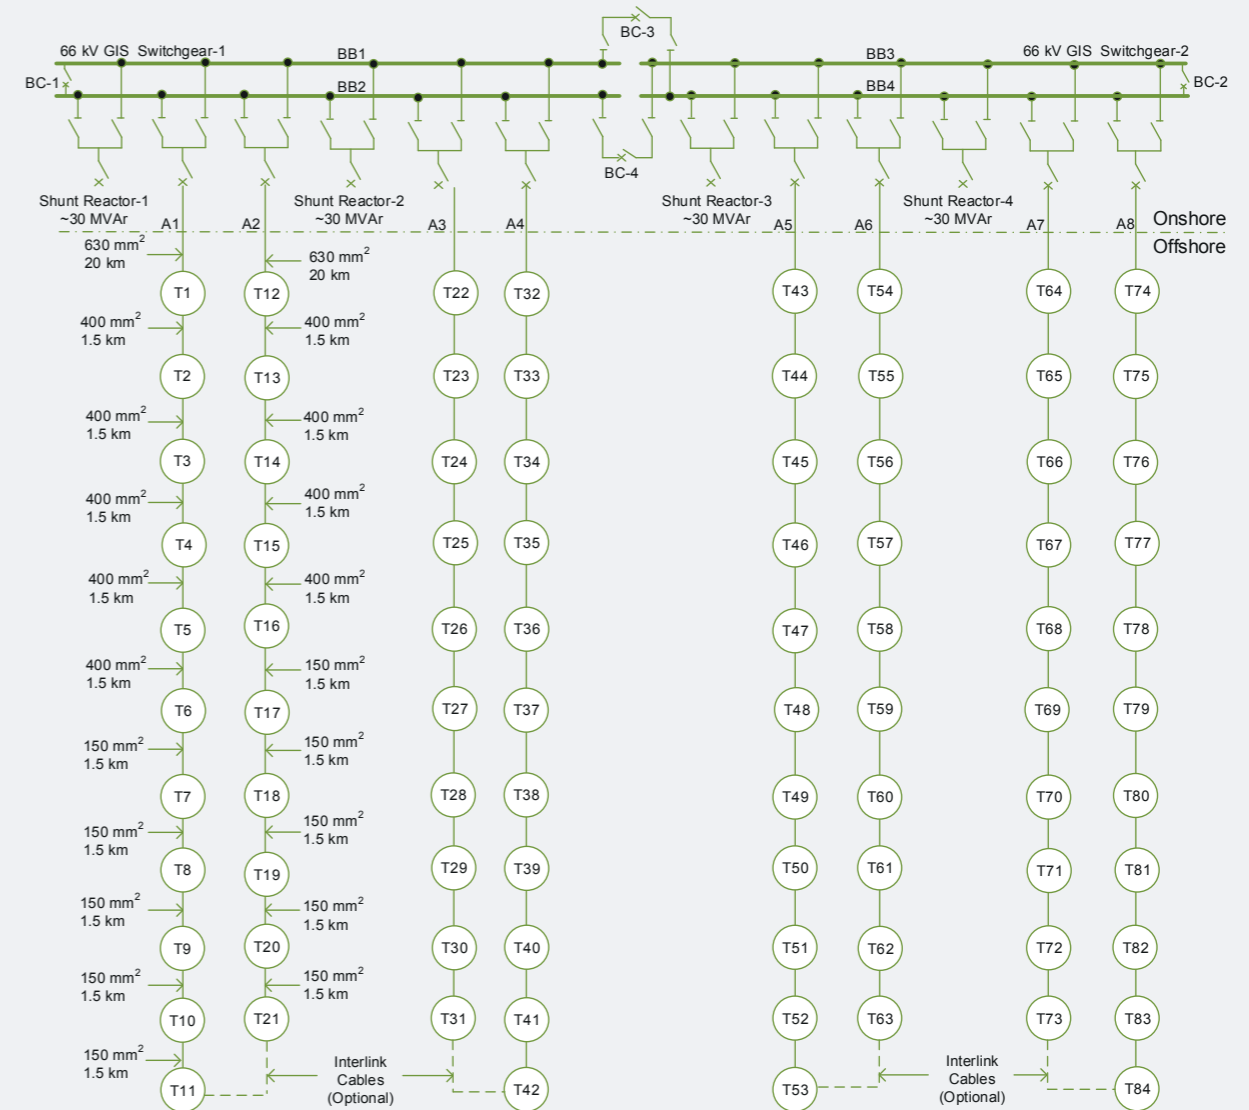 BC-3
66 kV GIS Switchgear-1
BB1
BB3
66 kV GIS Switchgear-2
BC-1
BB2
BB4
BC-2
BC-4
Shunt Reactor-1
~30 MVAr
A1
A2
Shunt Reactor-2
~30 MVAr
A3
A4
Shunt Reactor-3
~30 MVAr
A5
A6
Shunt Reactor-4
~30 MVAr
A7
A8
Onshore
Offshore
630 mm²
20 km
630 mm²
20 km
T1
T12
T22
T32
T43
T54
T64
T74
400 mm²
1.5 km
400 mm²
1.5 km
T2
T13
T23
T33
T44
T55
T65
T75
400 mm²
1.5 km
400 mm²
1.5 km
T3
T14
T24
T34
T45
T56
T66
T76
400 mm²
1.5 km
400 mm²
1.5 km
T4
T15
T25
T35
T46
T57
T67
T77
400 mm²
1.5 km
400 mm²
1.5 km
T5
T16
T26
T36
T47
T58
T68
T78
400 mm²
1.5 km
150 mm²
1.5 km
T6
T17
T27
T37
T48
T59
T69
T79
150 mm²
1.5 km
150 mm²
1.5 km
T7
T18
T28
T38
T49
T60
T70
T80
150 mm²
1.5 km
150 mm²
1.5 km
T8
T19
T29
T39
T50
T61
T71
T81
150 mm²
1.5 km
150 mm²
1.5 km
T9
T20
T30
T40
T51
T62
T72
T82
150 mm²
1.5 km
150 mm²
1.5 km
T10
T21
T31
T41
T52
T63
T73
T83
150 mm²
1.5 km
T11
Interlink
Cables
(Optional)
T42
T53
Interlink
Cables
(Optional)
T84